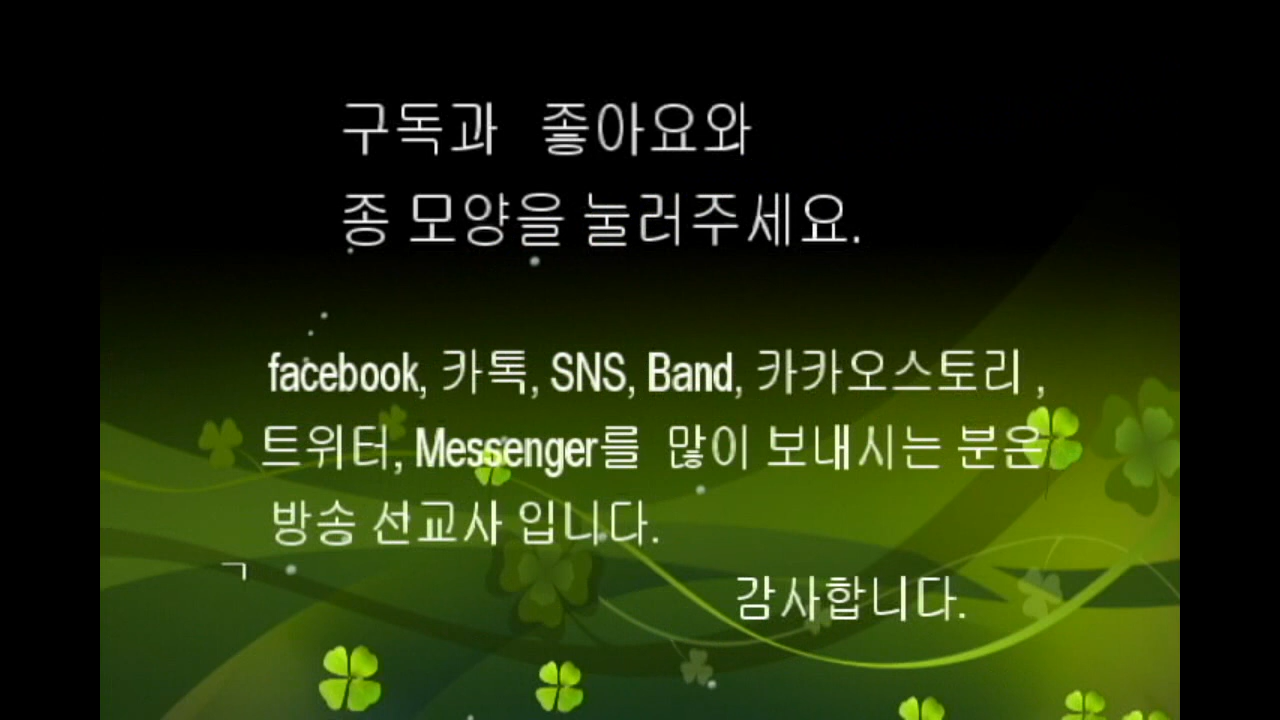 구독과 좋아요와
종 모양을 눌러주세요.
facebook, 카톡, SNS, Band, 카카오스토리 ,
트위터, Messenger를 많이 보내시는 분은
방송 선교사 입니다.
ㄱ
감사합니다.